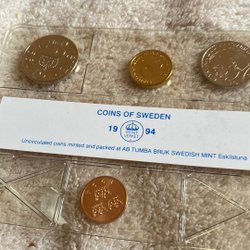 COINS OF SWEDEN
19 94
Uncirculated coins minted and packed at AB TUMBA BRUK SWEDISH MINT Eskilstuna